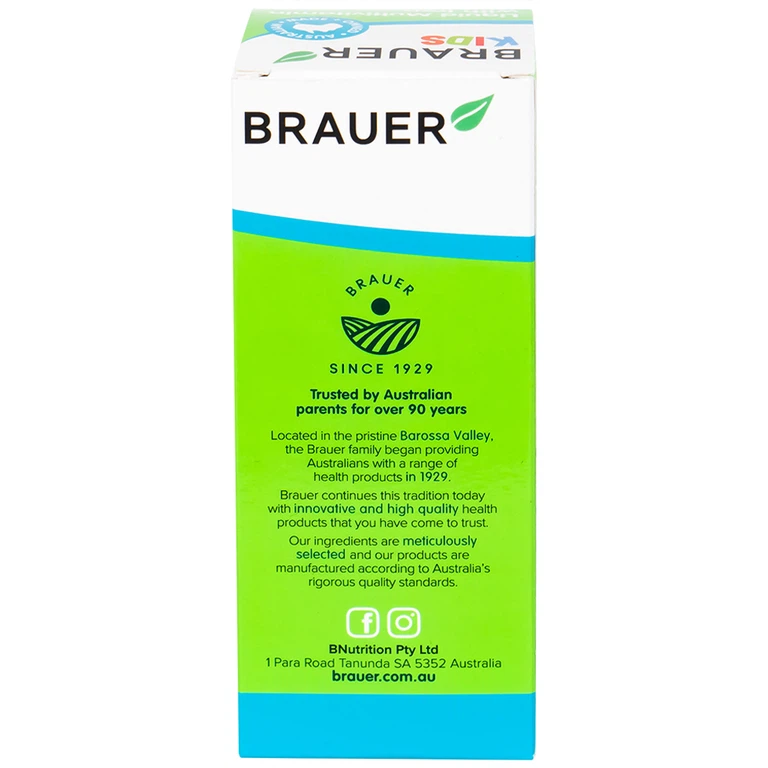 Liquid Multivitamin
KIDS
BRAUER
BRAUER
BRAUER
SINCE 1929
Trusted by Australian
parents for over 90 years
Located in the pristine Barossa Valley,
the Brauer family began providing
Australians with a range of
health products in 1929.
Brauer continues this tradition today
with innovative and high quality health
products that you have come to trust.
Our ingredients are meticulously
selected and our products are
manufactured according to Australia's
rigorous quality standards.
BNutrition Pty Ltd
1 Para Road Tanunda SA 5352 Australia
brauer.com.au